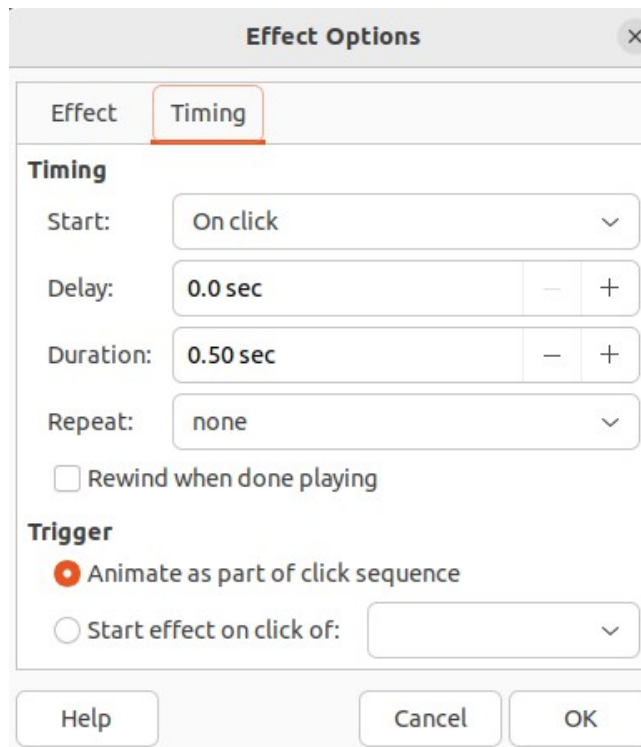 Effect Options
Effect Timing
Timing
Start: On click
Delay: 0.0 sec
Duration: 0.50 sec
Repeat: none
Rewind when done playing
Trigger
Animate as part of click sequence
Start effect on click of:
Help Cancel OK